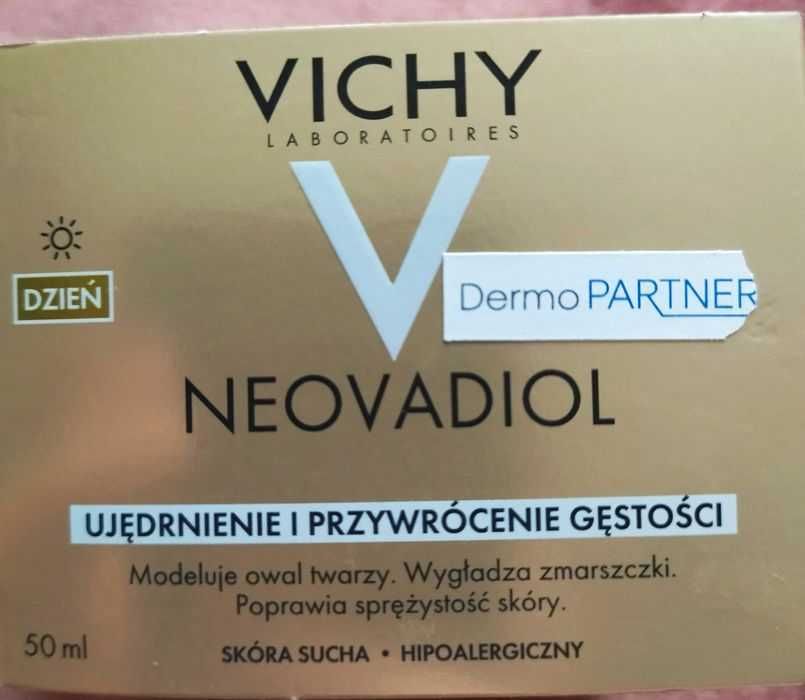 VICHY
LABORATOIRES
V
DZIEŃ
Dermo PARTNER
NEOVADIOL
UJĘDRNIENIE I PRZYWRÓCENIE GĘSTOŚCI
Modeluje owal twarzy. Wygładza zmarszczki.
Poprawia sprężystość skóry.
50 ml
SKÓRA SUCHA • HIPOALERGICZNY